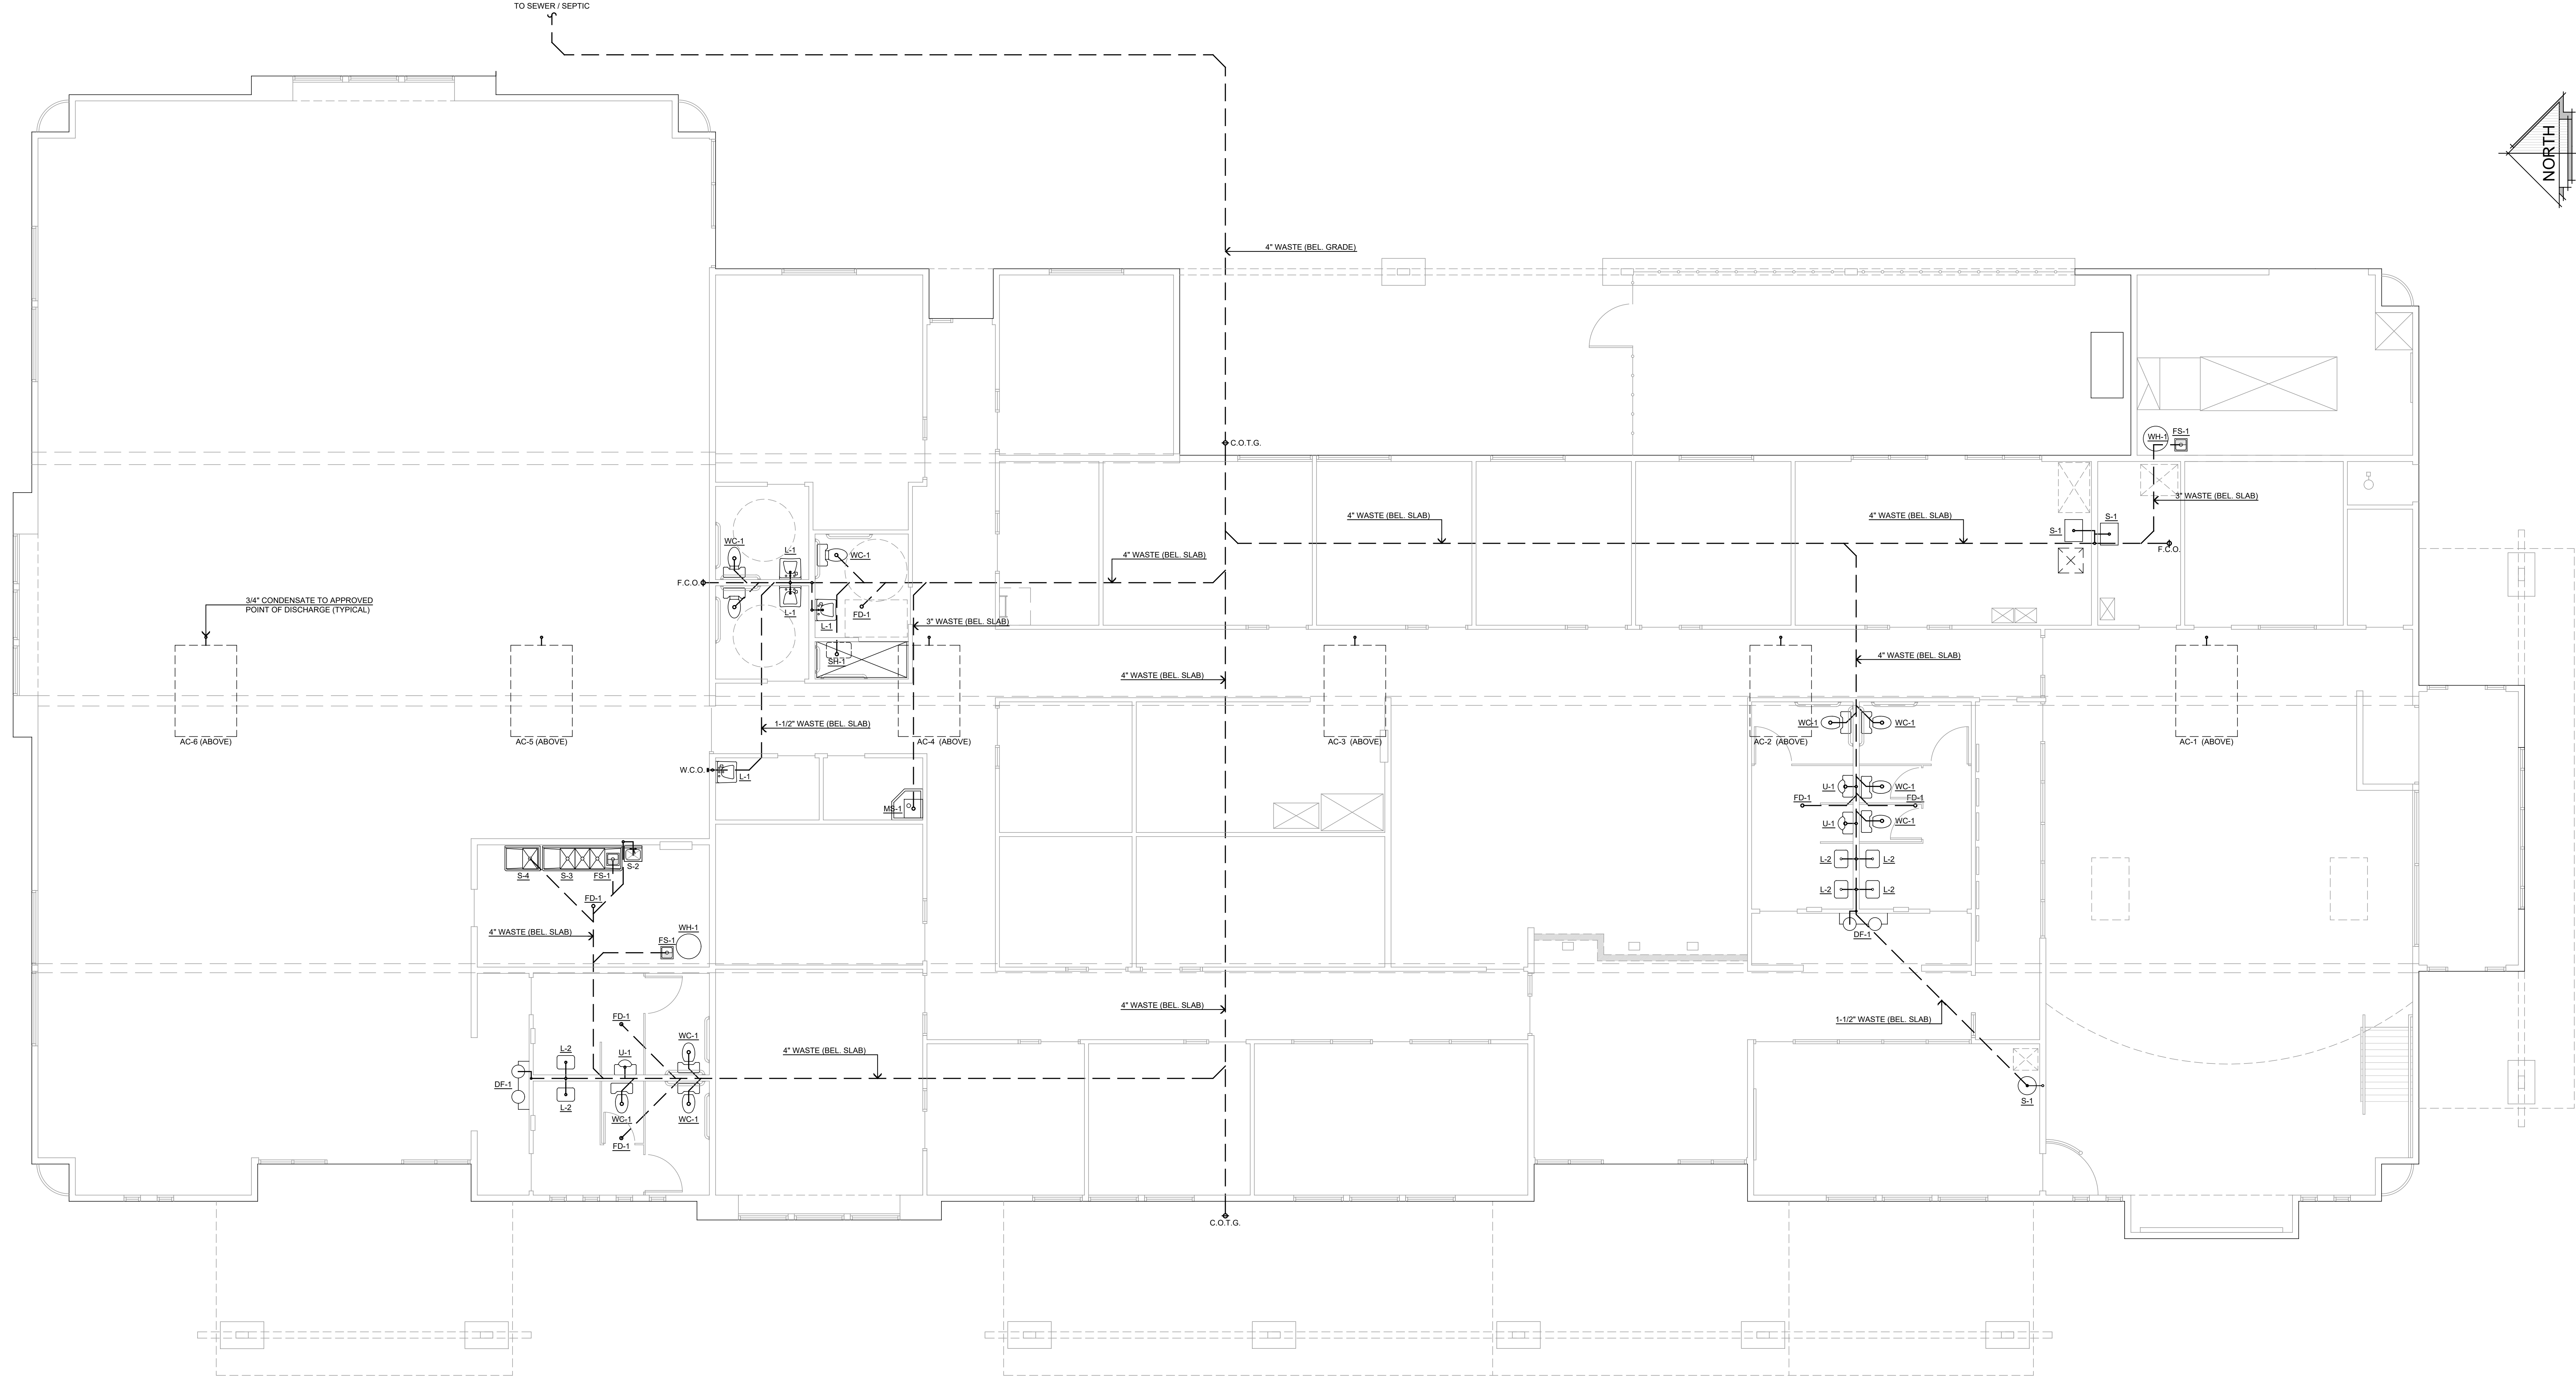 TO SEWER / SEPTIC
NORTH
4" WASTE (BEL. GRADE)
C.O.T.G.
WH-1
FS-1
3" WASTE (BEL. SLAB)
4" WASTE (BEL. SLAB)
4" WASTE (BEL. SLAB)
S-1
S-1
F.C.O.
WC-1
L-1
WC-1
4" WASTE (BEL. SLAB)
F.C.O.
L-1
L-1
FD-1
3/4" CONDENSATE TO APPROVED
POINT OF DISCHARGE (TYPICAL)
3" WASTE (BEL. SLAB)
SH-1
4" WASTE (BEL. SLAB)
4" WASTE (BEL. SLAB)
1-1/2" WASTE (BEL. SLAB)
WC-1
WC-1
AC-6 (ABOVE)
AC-5 (ABOVE)
AC-4 (ABOVE)
AC-3 (ABOVE)
AC-2 (ABOVE)
AC-1 (ABOVE)
W.C.O.
L-1
MS-1
U-1
WC-1
FD-1
FD-1
U-1
WC-1
L-2
L-2
L-2
L-2
DF-1
S-4
S-3
FS-1
S-2
FD-1
4" WASTE (BEL. SLAB)
WH-1
FS-1
4" WASTE (BEL. SLAB)
1-1/2" WASTE (BEL. SLAB)
FD-1
WC-1
L-2
U-1
4" WASTE (BEL. SLAB)
DF-1
L-2
WC-1
WC-1
FD-1
S-1
C.O.T.G.